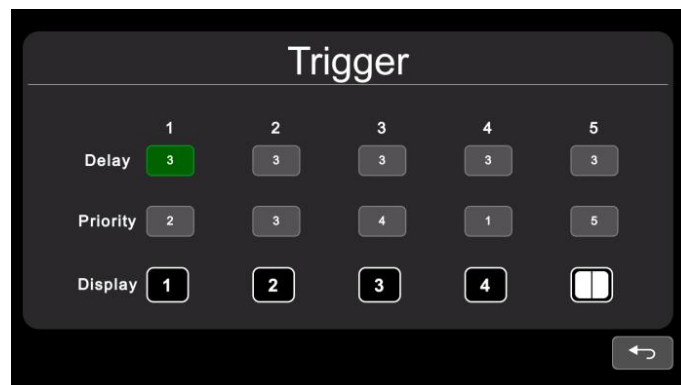 Trigger
1 2 3 4 5
Delay 3 3 3 3 3
Priority 2 3 4 1 5
Display 1 2 3 4